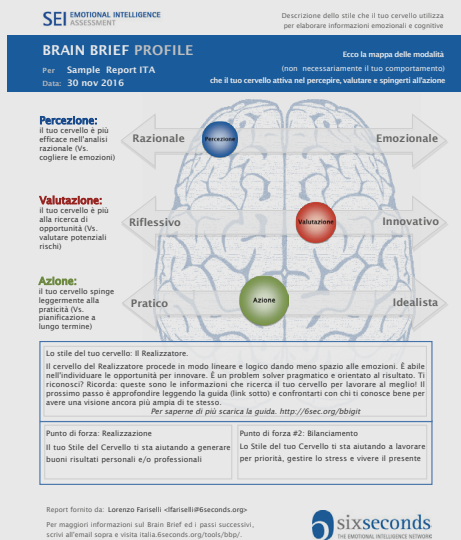 SEI EMOTIONAL INTELLIGENCE
ASSESSMENT
Descrizione dello stile che il tuo cervello utilizza
per elaborare informazioni emozionali e cognitive
BRAIN BRIEF PROFILE
Per Sample Report ITA
Data: 30 nov 2016
Ecco la mappa delle modalità
(non necessariamente il tuo comportamento)
che il tuo cervello attiva nel percepire, valutare e spingerti all'azione
Percezione:
il tuo cervello è più
efficace nell'analisi
razionale (Vs.
cogliere le emozioni)
Razionale
Percezione
Emozionale
Valutazione:
il tuo cervello è più
alla ricerca di
opportunità (Vs.
valutare potenziali
rischi)
Riflessivo
Valutazione
Innovativo
Azione:
il tuo cervello spinge
leggermente alla
praticità (Vs.
pianificazione a
lungo termine)
Pratico
Azione
Idealista
Lo stile del tuo cervello: Il Realizzatore.
Il cervello del Realizzatore procede in modo lineare e logico dando meno spazio alle emozioni. È abile
nell'individuare le opportunità per innovare. È un problem solver pragmatico e orientato al risultato. Ti
riconosci? Ricorda: queste sono le informazioni che ricerca il tuo cervello per lavorare al meglio! Il
prossimo passo è approfondire leggendo la guida (link sotto) e confrontarti con chi conosce bene per
avere una visione ancora più ampia di te stesso.
Per saperne di più scarica la guida. http://6sec.org/bbigit
Punto di forza: Realizzazione
Il tuo Stile del Cervello ti sta aiutando a generare
buoni risultati personali e/o professionali
Punto di forza #2: Bilanciamento
Lo Stile del tuo Cervello ti sta aiutando a lavorare
per priorità, gestire lo stress e vivere il presente
Report fornito da: Lorenzo Fariselli <lfariselli@6seconds.org>
Per maggiori informazioni sul Brain Brief ed i passi successivi,
scrivi all'email sopra e visita italia.6seconds.org/tools/bbp/.
sixseconds
THE EMOTIONAL INTELLIGENCE NETWORK